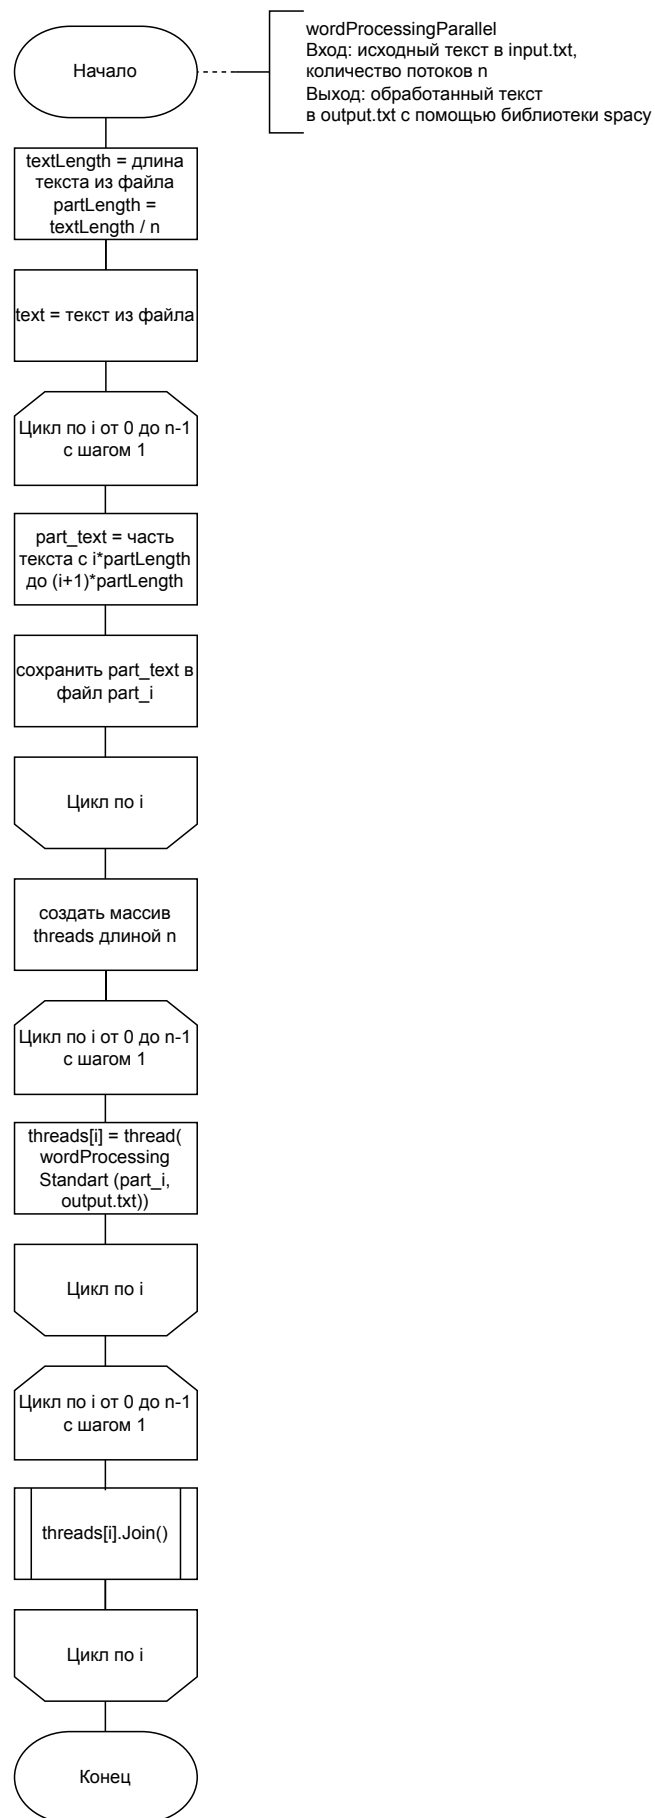 Начало
wordProcessingParallel
Вход: исходный текст в input.txt,
количество потоков n
Выход: обработанный текст
в output.txt с помощью библиотеки spacy
textLength = длина
текста из файла
partLength =
textLength / n
text = текст из файла
Цикл по i от 0 до n-1
с шагом 1
part_text = часть
текста с i*partLength
до (i+1)*partLength
сохранить part_text в
файл part_i
Цикл по i
создать массив
threads длиной n
Цикл по i от 0 до n-1
с шагом 1
threads[i] = thread(
wordProcessing
Standart (part_i,
output.txt))
Цикл по i
Цикл по i от 0 до n-1
с шагом 1
threads[i].Join()
Цикл по i
Конец